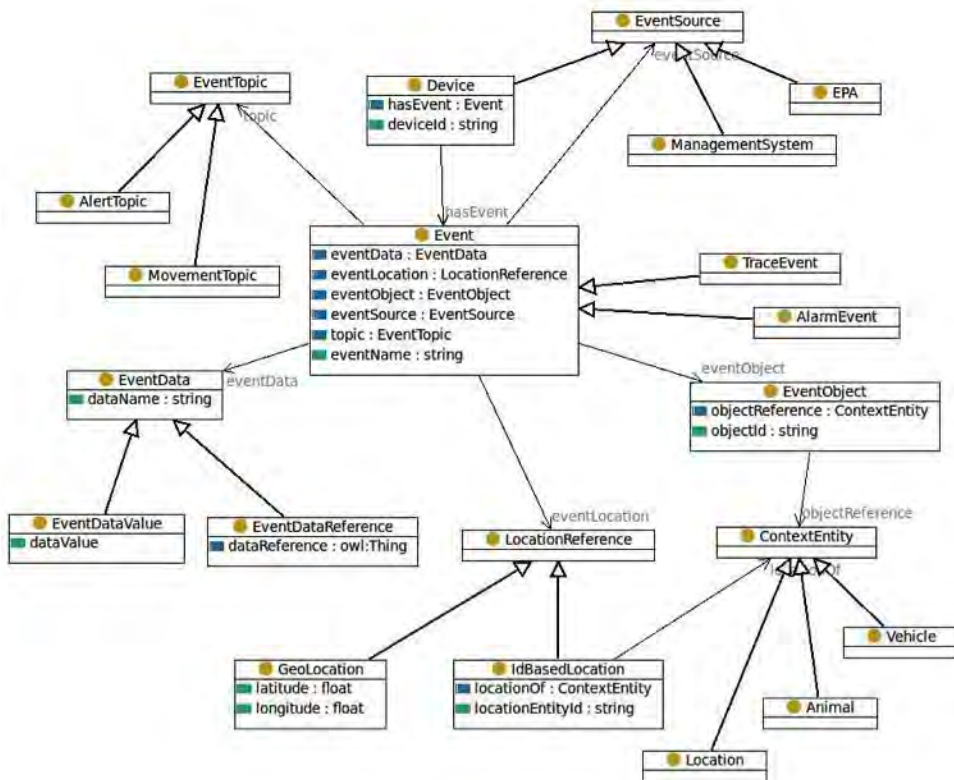 EventSource
eventSource
EventTopic
topic
Device
hasEvent : Event
deviceId : string
EPA
ManagementSystem
AlertTopic
MovementTopic
hasEvent
Event
eventData : EventData
eventLocation : LocationReference
eventObject : EventObject
eventSource : EventSource
topic : EventTopic
eventName : string
TraceEvent
AlarmEvent
EventData
dataName : string
eventData
eventObject
EventObject
objectReference : ContextEntity
objectId : string
EventDataValue
dataValue
EventDataReference
dataReference : owl:Thing
eventLocation
LocationReference
objectReference
ContextEntity
GeoLocation
latitude : float
longitude : float
IdBasedLocation
locationOf : ContextEntity
locationEntityId : string
Vehicle
Animal
Location